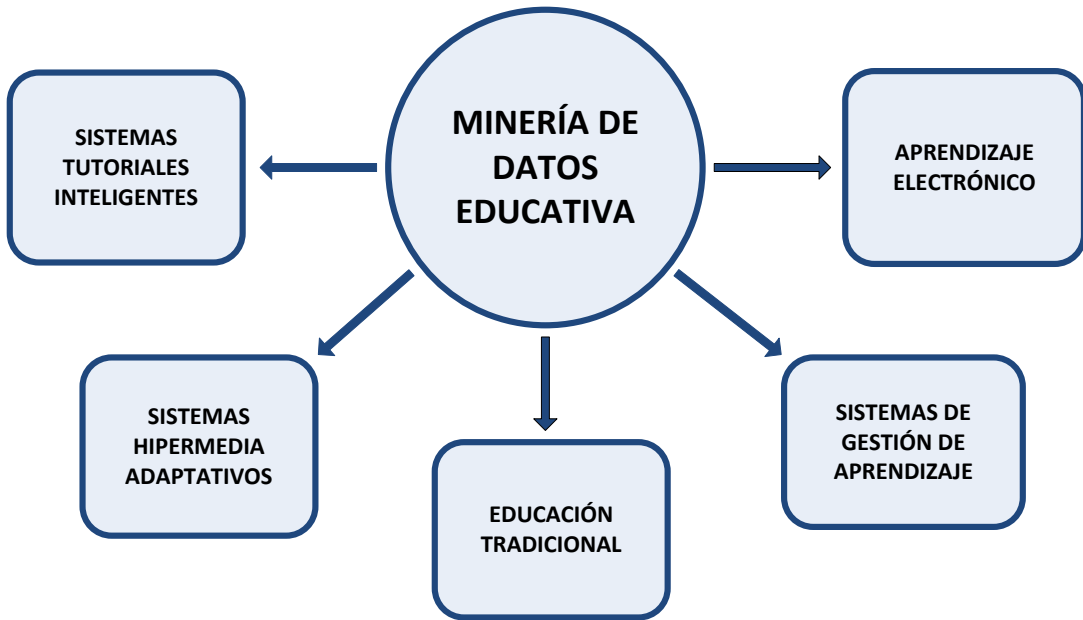 MINERÍA DE
DATOS
EDUCATIVA
SISTEMAS
TUTORIALES
INTELIGENTES
APRENDIZAJE
ELECTRÓNICO
SISTEMAS
HIPERMEDIA
ADAPTATIVOS
SISTEMAS DE
GESTIÓN DE
APRENDIZAJE
EDUCACIÓN
TRADICIONAL